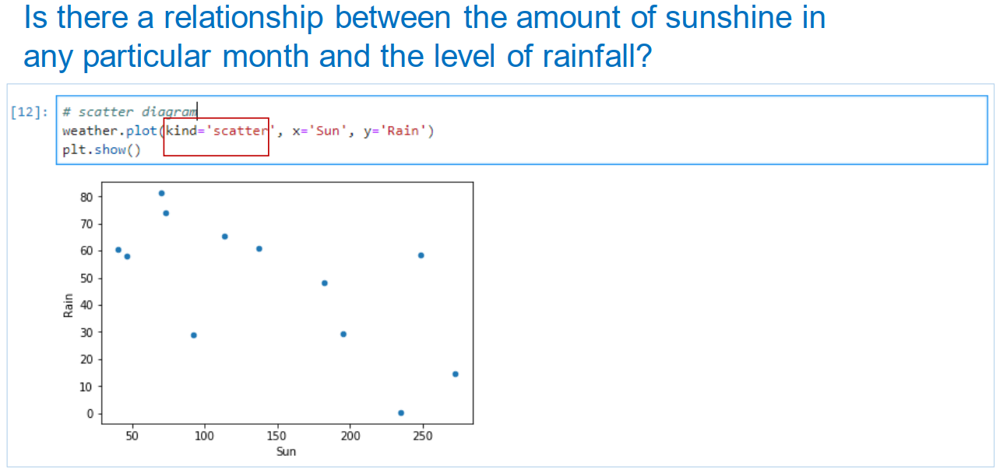 Is there a relationship between the amount of sunshine in
any particular month and the level of rainfall?
[12]: # scatter diagram
weather.plot(kind='scatter', x='Sun', y='Rain')
plt.show()
80
70
60
50
40
30
20
10
0
Rain
50 100 150 200 250
Sun